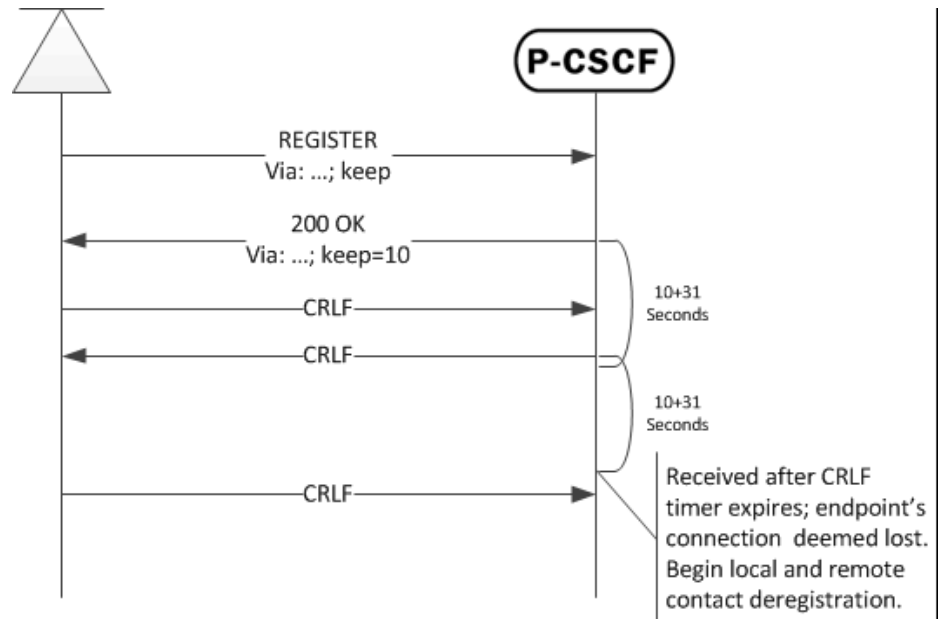 P-CSCF
REGISTER
Via: ...; keep
200 OK
Via: ...; keep=10
10+31
Seconds
CRLF
CRLF
10+31
Seconds
CRLF
Received after CRLF
timer expires; endpoint's
connection deemed lost.
Begin local and remote
contact deregistration.